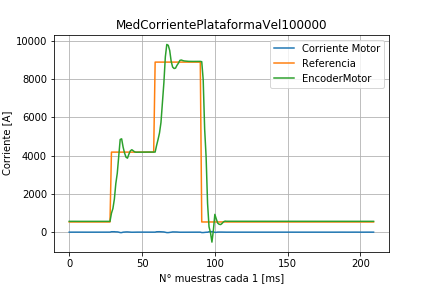 MedCorrientePlataformaVel100000
Corriente Motor
Referencia
EncoderMotor
Corriente [A]
10000
8000
6000
4000
2000
0
0
50
100
150
200
N° muestras cada 1 [ms]